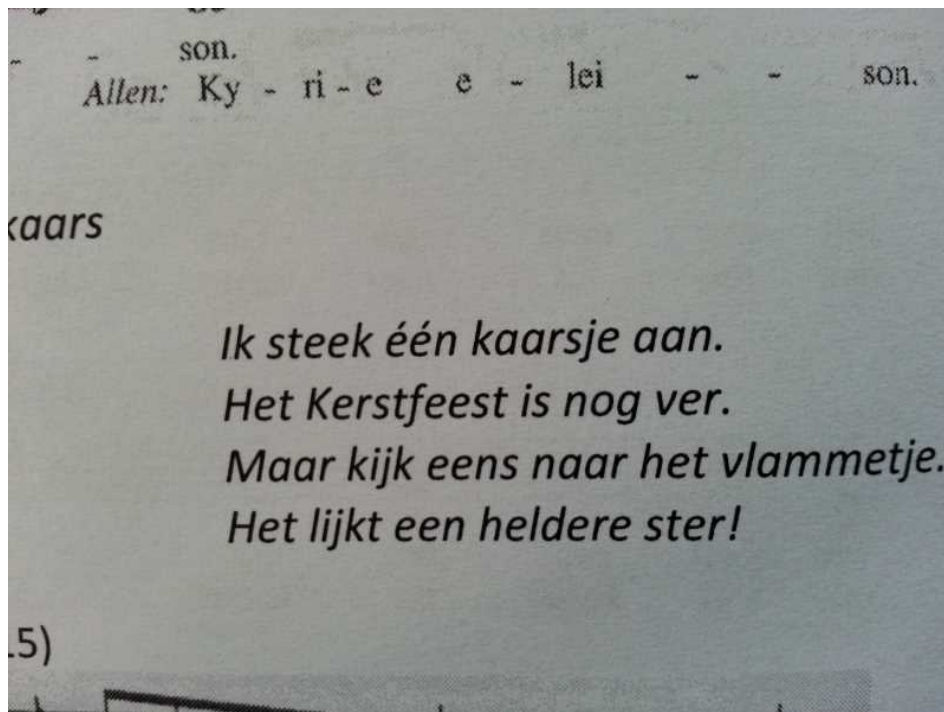 - - son.
Allen: Ky - ri - e e - lei - - son.
kaars
Ik steek één kaarsje aan.
Het Kerstfeest is nog ver.
Maar kijk eens naar het vlammetje.
Het lijkt een heldere ster!
.5)